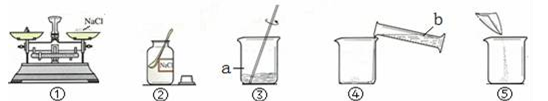 NaCl
NaCl
a
b
① ② ③ ④ ⑤